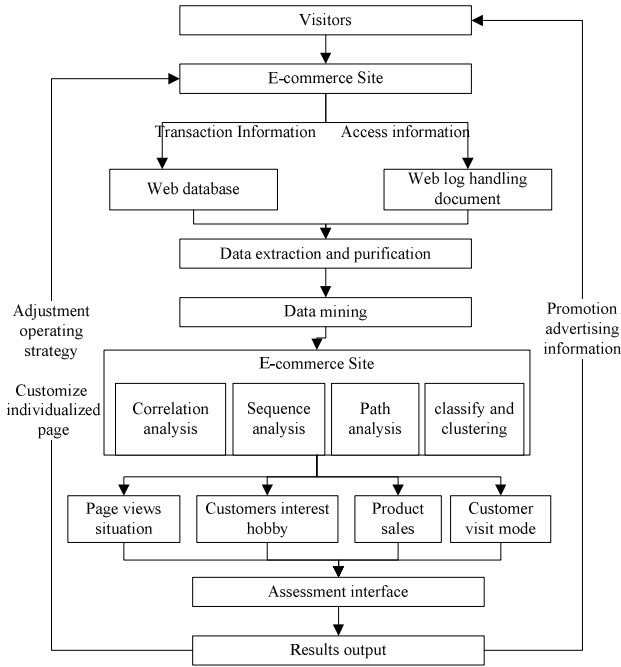 Visitors
E-commerce Site
Transaction Information
Access information
Web database
Web log handling
document
Data extraction and purification
Data mining
Adjustment
operating
strategy
Promotion
advertising
information
E-commerce Site
Customize
individualized
page
Correlation
analysis
Sequence
analysis
Path
analysis
classify and
clustering
Page views
situation
Customers interest
hobby
Product
sales
Customer
visit mode
Assessment interface
Results output